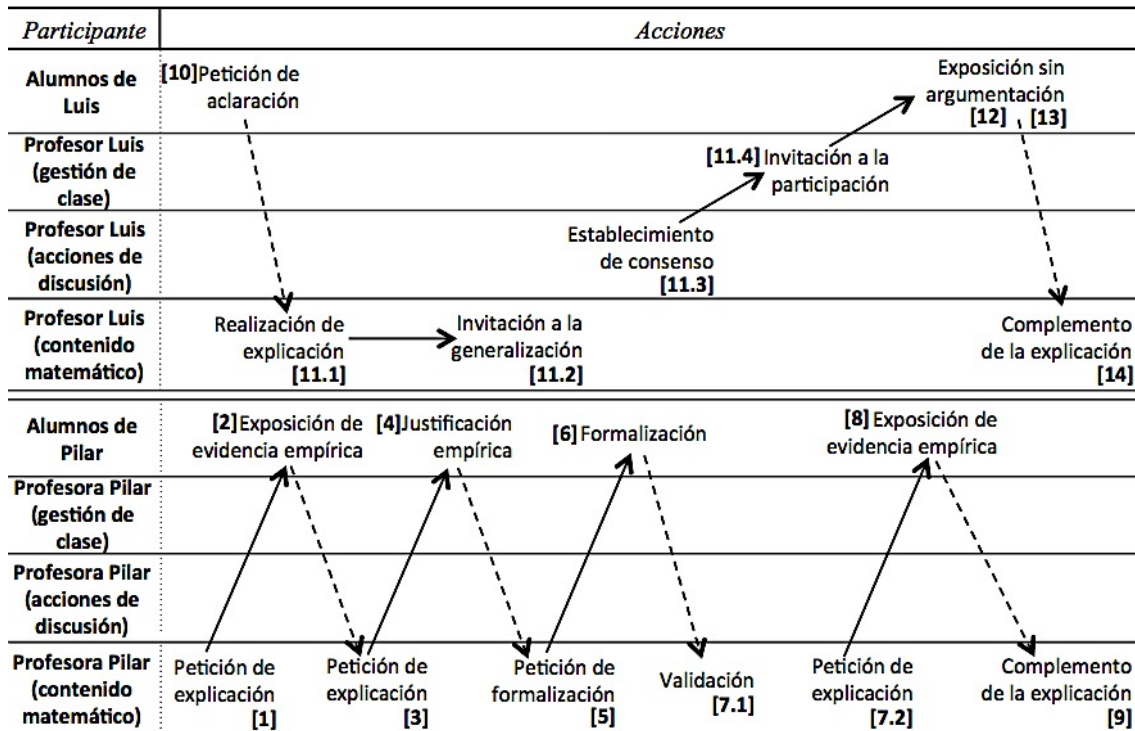 Participante Acciones
Alumnos de
Luis
[10]Petición de
aclaración
Exposición sin
argumentación
[12] [13]
Profesor Luis
(gestión de
clase)
[11.4] Invitación a la
participación
Profesor Luis
(acciones de
discusión)
Establecimiento
de consenso
[11.3]
Profesor Luis
(contenido
matemático)
Realización de
explicación
[11.1]
Invitación a la
generalización
[11.2]
Complemento
de la explicación
[14]
Alumnos de
Pilar
[2] Exposición de
evidencia empírica
[4]Justificación
empírica
[6] Formalización
[8] Exposición de
evidencia empírica
Profesora Pilar
(gestión de
clase)
Profesora Pilar
(acciones de
discusión)
Profesora Pilar
(contenido
matemático)
Petición de
explicación
[1]
Petición de
explicación
[3]
Petición de
formalización
[5]
Validación
[7.1]
Petición de
explicación
[7.2]
Complemento
de la explicación
[9]